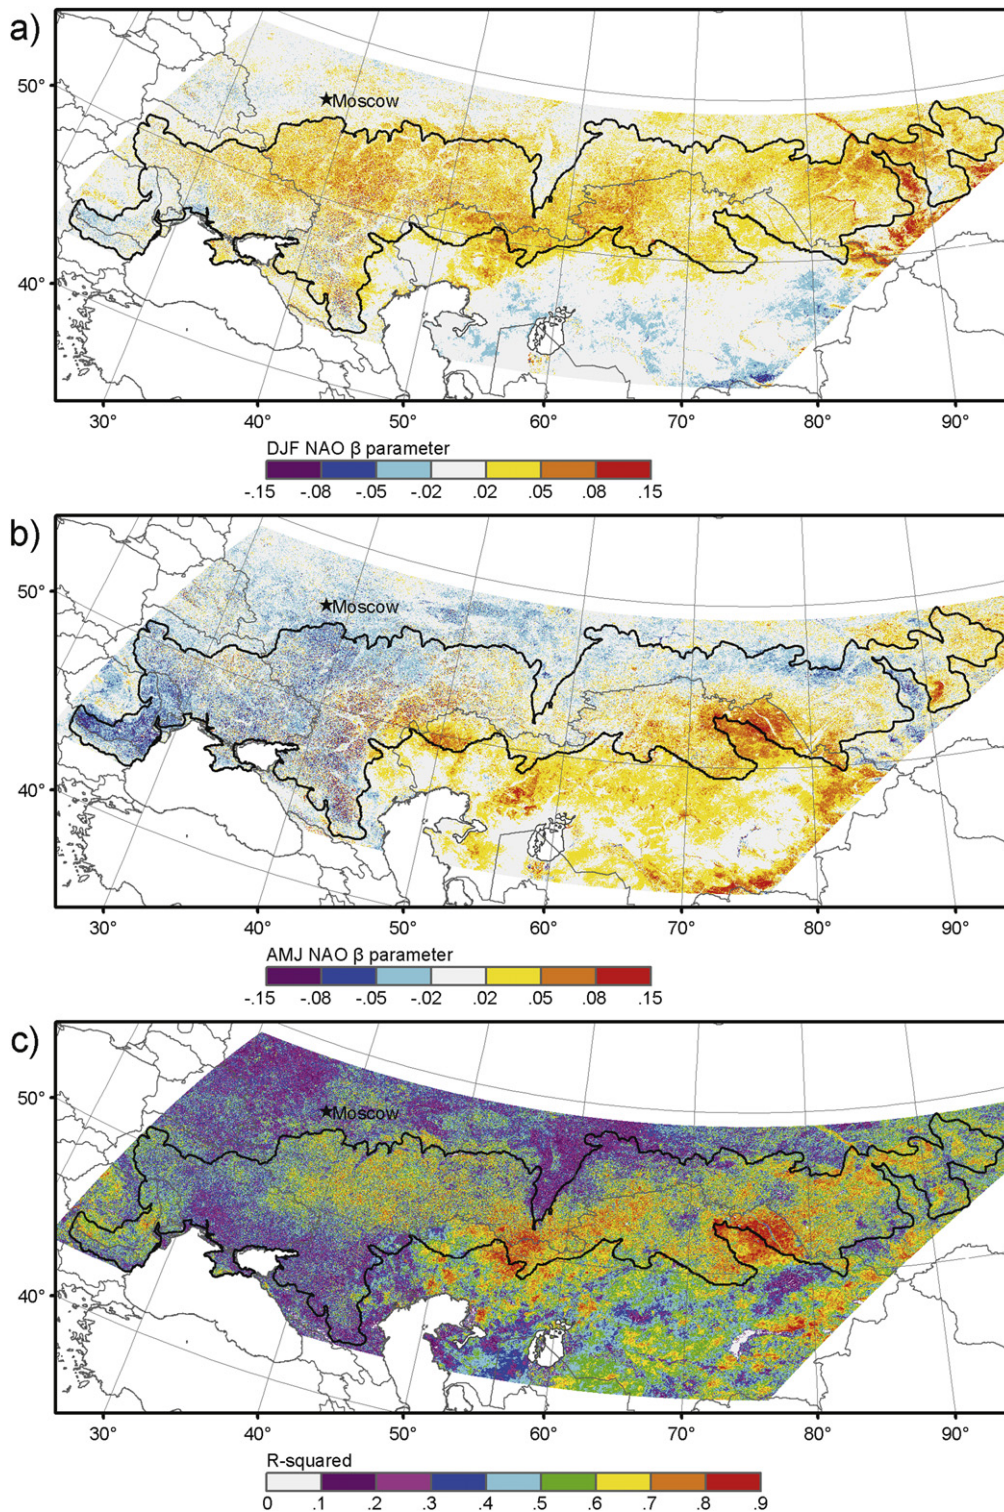 a)
50°
★Moscow
40°
30° 40° 50° 60° 70° 80° 90°
DJF NAO β parameter
-.15 -.08 -.05 -.02 .02 .05 .08 .15
b)
50°
★Moscow
40°
30° 40° 50° 60° 70° 80° 90°
AMJ NAO β parameter
-.15 -.08 -.05 -.02 .02 .05 .08 .15
c)
50°
★Moscow
40°
30° 40° 50° 60° 70° 80° 90°
R-squared
0 .1 .2 .3 .4 .5 .6 .7 .8 .9